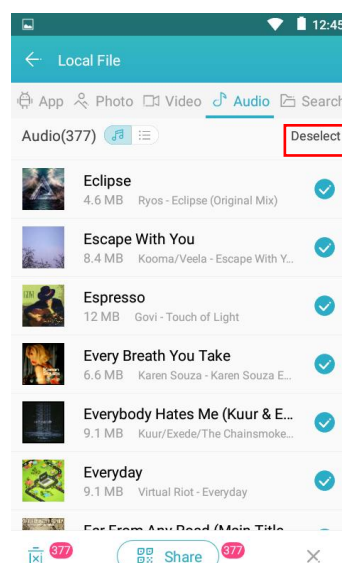 12:45
Local File
App Photo Video Audio Search
Audio(377) Deselect
Eclipse
4.6 MB Ryos - Eclipse (Original Mix)
Escape With You
8.4 MB Kooma/Veela - Escape With Y...
Espresso
12 MB Govi - Touch of Light
Every Breath You Take
6.6 MB Karen Souza - Karen Souza E...
Everybody Hates Me (Kuur & E...
9.1 MB Kuur/Exede/The Chainsmoke...
Everyday
9.1 MB Virtual Riot - Everyday
Far From Any Road (Main Title
377 Share 377